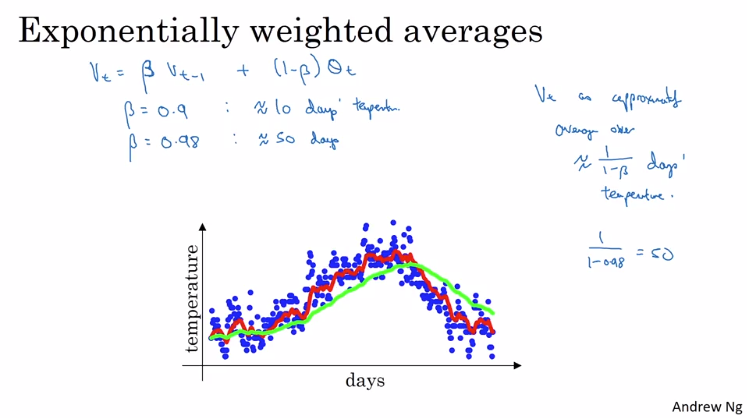 Exponentially weighted averages
Vt = β Vt-1 + (1-β) θt
β = 0.9 : ≈ 10 days' temperature.
β = 0.98 : ≈ 50 days
Vt as approximately
average over
≈ 1/(1-β) days'
temperature.
1/(1-0.98) = 50
temperature
days
Andrew Ng